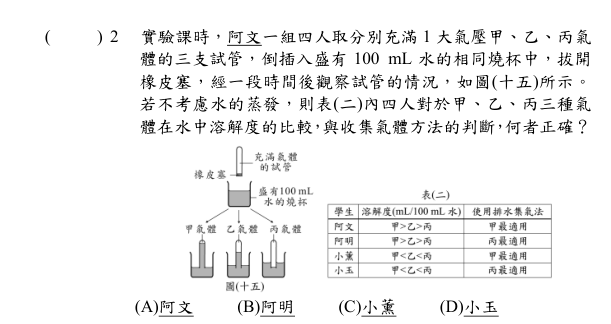 (　　) 2 實驗課時，阿文一組四人取分別充滿 1 大氣壓甲、乙、丙氣
體的三支試管，倒插入盛有 100 mL 水的相同燒杯中，拔開
橡皮塞，經一段時間後觀察試管的情況，如圖(十五)所示。
若不考慮水的蒸發，則表(二)內四人對於甲、乙、丙三種氣
體在水中溶解度的比較，與收集氣體方法的判斷，何者正確？
充滿氣體
的試管
橡皮塞
盛有100 mL
水的燒杯
甲氣體 乙氣體 丙氣體
圖(十五)
表(二)
學生 溶解度(mL/100 mL 水) 使用排水集氣法
阿文 甲>乙>丙 甲最適用
阿明 甲>乙>丙 丙最適用
小薰 甲<乙<丙 甲最適用
小玉 甲<乙<丙 丙最適用
(A)阿文 (B)阿明 (C)小薰 (D)小玉